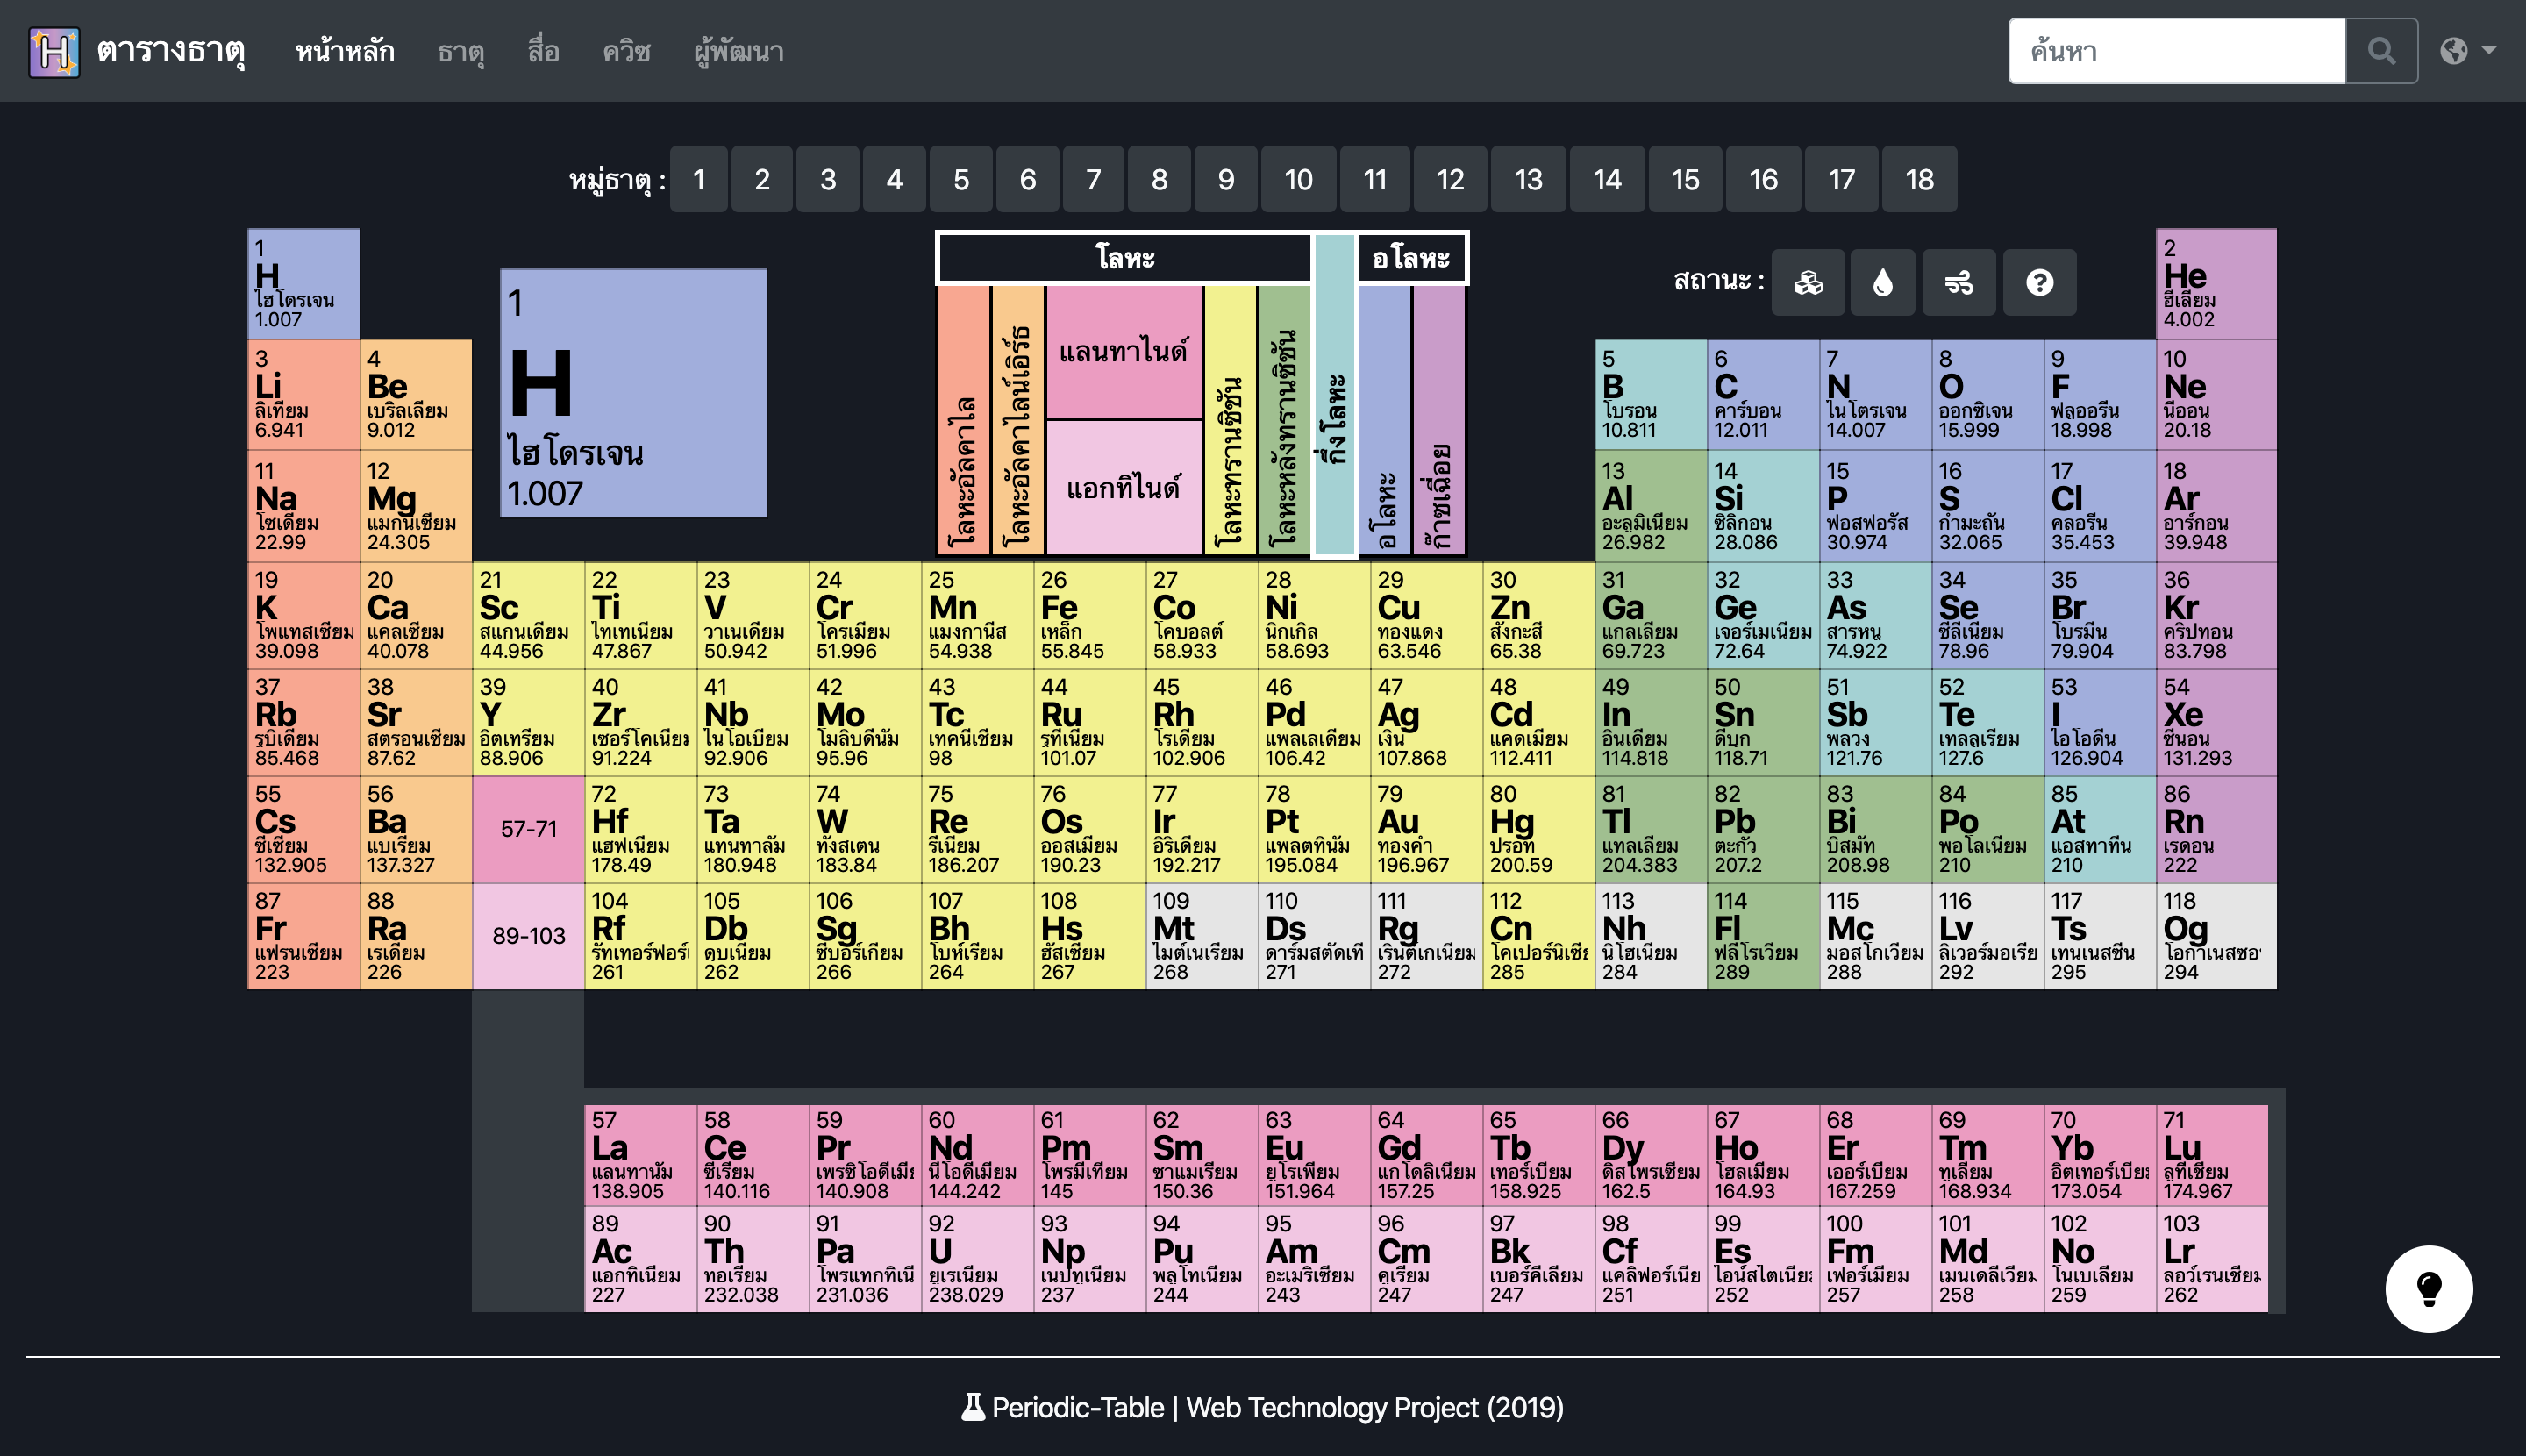 ตารางธาตุ หน้าหลัก ธาตุ สื่อ ควิซ ผู้พัฒนา ค้นหา
หมู่ธาตุ : 1 2 3 4 5 6 7 8 9 10 11 12 13 14 15 16 17 18
สถานะ :
1
H
ไฮโดรเจน
1.007
โลหะ อโลหะ
โลหะอัลคาไล
โลหะอัลคาไลน์เอิร์ธ
แลนทาไนด์
แอกทิไนด์
โลหะทรานซิชัน
โลหะหลังทรานซิชัน
กึ่งโลหะ
อโลหะ
ก๊าซเฉื่อย
1 2
H He
ไฮโดรเจน ฮีเลียม
1.007 4.002
3 4 5 6 7 8 9 10
Li Be B C N O F Ne
ลิเทียม เบริลเลียม โบรอน คาร์บอน ไนโตรเจน ออกซิเจน ฟลูออรีน นีออน
6.941 9.012 10.811 12.011 14.007 15.999 18.998 20.18
11 12 13 14 15 16 17 18
Na Mg Al Si P S Cl Ar
โซเดียม แมกนีเซียม อะลูมิเนียม ซิลิกอน ฟอสฟอรัส กำมะถัน คลอรีน อาร์กอน
22.99 24.305 26.982 28.086 30.974 32.065 35.453 39.948
19 20 21 22 23 24 25 26 27 28 29 30 31 32 33 34 35 36
K Ca Sc Ti V Cr Mn Fe Co Ni Cu Zn Ga Ge As Se Br Kr
โพแทสเซียม แคลเซียม สแกนเดียม ไทเทเนียม วาเนเดียม โครเมียม แมงกานีส เหล็ก โคบอลต์ นิกเกิล ทองแดง สังกะสี แกลเลียม เจอร์เมเนียม สารหนู ซีลีเนียม โบรมีน คริปทอน
39.098 40.078 44.956 47.867 50.942 51.996 54.938 55.845 58.933 58.693 63.546 65.38 69.723 72.64 74.922 78.96 79.904 83.798
37 38 39 40 41 42 43 44 45 46 47 48 49 50 51 52 53 54
Rb Sr Y Zr Nb Mo Tc Ru Rh Pd Ag Cd In Sn Sb Te I Xe
รูบิเดียม สตรอนเซียม อิตเทรียม เซอร์โคเนีย ไนโอเบียม โมลิบดีนัม เทคนีเซียม รูทีเนียม โรเดียม แพลเลเดียม เงิน แคดเมียม อินเดียม ดีบุก พลวง เทลลูเรียม ไอโอดีน ซีนอน
85.468 87.62 88.906 91.224 92.906 95.96 98 101.07 102.906 106.42 107.868 112.411 114.818 118.71 121.76 127.6 126.904 131.293
55 56 57-71 72 73 74 75 76 77 78 79 80 81 82 83 84 85 86
Cs Ba Hf Ta W Re Os Ir Pt Au Hg Tl Pb Bi Po At Rn
ซีเซียม แบเรียม แฮฟเนียม แทนทาลัม ทังสเตน รีเนียม ออสเมียม อิริเดียม แพลตทินัม ทองคำ ปรอท แทลเลียม ตะกั่ว บิสมัท พอโลเนียม แอสทาทีน เรดอน
132.905 137.327 178.49 180.948 183.84 186.207 190.23 192.217 195.084 196.967 200.59 204.383 207.2 208.98 210 210 222
87 88 89-103 104 105 106 107 108 109 110 111 112 113 114 115 116 117 118
Fr Ra Rf Db Sg Bh Hs Mt Ds Rg Cn Nh Fl Mc Lv Ts Og
แฟรนเซียม เรเดียม รัทเทอร์ฟอร์ ดุบเนียม ซีบอร์เกียม โบห์เรียม ฮัสเซียม ไมต์เนเรียม ดาร์มสตัดเที เรินต์เกเนียม โคเปอร์นิเซี นิโฮเนียม ฟลีโรเวียม มอสโกเวียม ลิเวอร์มอเรี เทนเนสซีน โอกาเนสซอ
223 226 261 262 266 264 267 268 271 272 285 284 289 288 292 295 294
57 58 59 60 61 62 63 64 65 66 67 68 69 70 71
La Ce Pr Nd Pm Sm Eu Gd Tb Dy Ho Er Tm Yb Lu
แลนทานัม ซีเรียม เพรซิโอดีเมี นีโอดีเมียม โพรมีเทียม ซาแมเรียม ยูโรเพียม แกโดลิเนียม เทอร์เบียม ดิสโพรเซียม โฮลเมียม เออร์เบียม ทูเลียม อิตเทอร์เบีย ลูทีเซียม
138.905 140.116 140.908 144.242 145 150.36 151.964 157.25 158.925 162.5 164.93 167.259 168.934 173.054 174.967
89 90 91 92 93 94 95 96 97 98 99 100 101 102 103
Ac Th Pa U Np Pu Am Cm Bk Cf Es Fm Md No Lr
แอกทิเนียม ทอเรียม โพรแทกทิเนี ยูเรเนียม เนปทูเนียม พลูโทเนียม อะเมริเซียม คูเรียม เบอร์คีเลียม แคลิฟอร์เนีย ไอน์สไตเนีย เฟอร์เมียม เมนเดลีเวียม โนเบเลียม ลอว์เรนเซียม
227 232.038 231.036 238.029 237 244 243 247 247 251 252 257 258 259 262
Periodic-Table | Web Technology Project (2019)